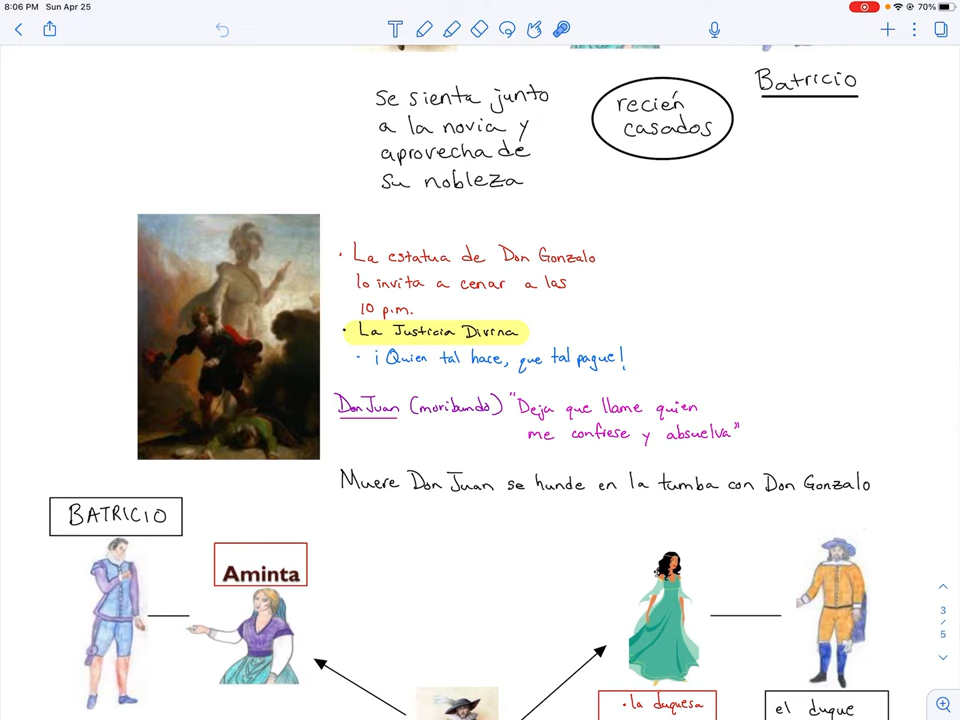 8:06 PM Sun Apr 25
70%
T
Batricio
Se sienta junto
a la novia y
aprovecha de
su nobleza
recién
casados
· La estatua de Don Gonzalo
lo invita a cenar a las
10 p.m.
· La Justicia Divina
- ¡Quien tal hace, que tal pague!
Don Juan (moribundo) "Deja que llame quien
me confiese y absuelva"
Muere Don Juan se hunde en la tumba con Don Gonzalo
BATRICIO
Aminta
3
/
5
· la duquesa
el duque